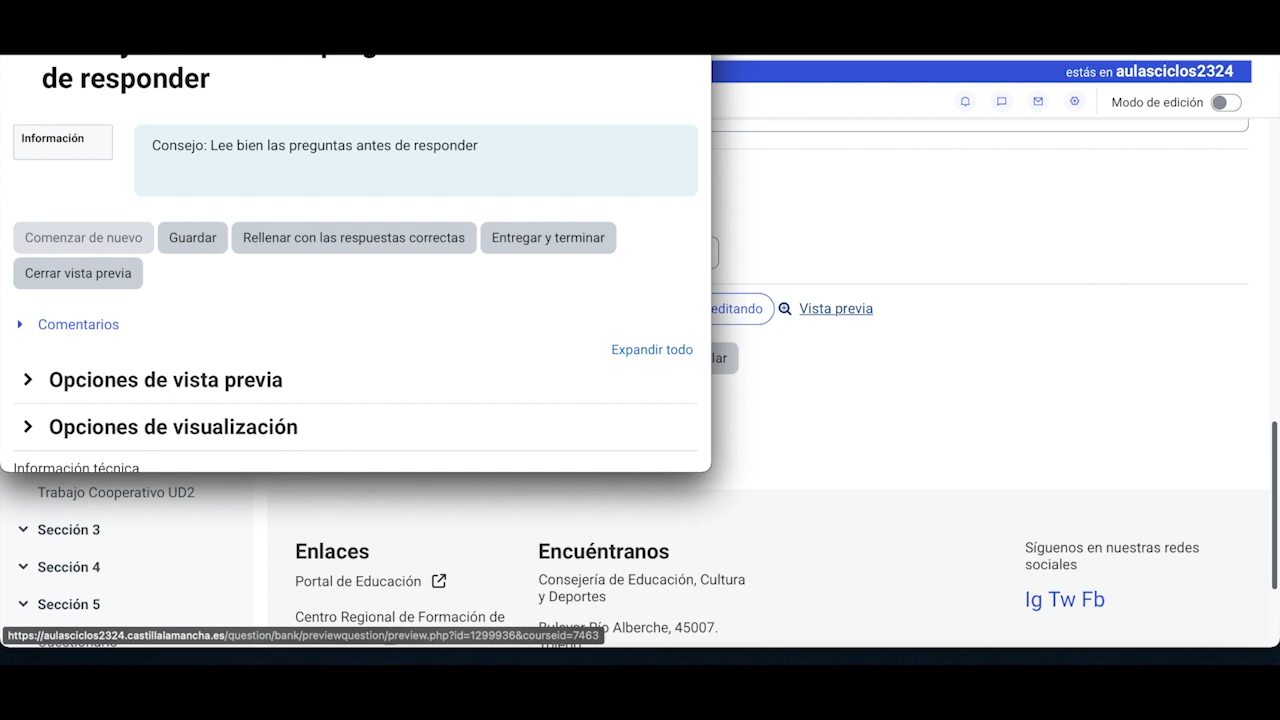 de responder
Información
Consejo: Lee bien las preguntas antes de responder
Comenzar de nuevo
Guardar
Rellenar con las respuestas correctas
Entregar y terminar
Cerrar vista previa
Comentarios
Expandir todo
Opciones de vista previa
Opciones de visualización
Información técnica
estás en aulasciclos2324
Modo de edición
editando
Vista previa
lar
Trabajo Cooperativo UD2
Sección 3
Sección 4
Sección 5
Enlaces
Portal de Educación
Centro Regional de Formación de
Encuéntranos
Consejería de Educación, Cultura
y Deportes
Río Alberche, 45007.
Síguenos en nuestras redes
sociales
Ig Tw Fb
https://aulasciclos2324.castillalamancha.es/question/bank/previewquestion/preview.php?id=1299936&courseid=7463